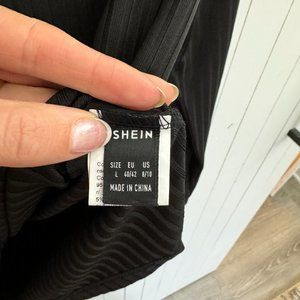 SHEIN
SIZE EU US
L 40/42 8/10
MADE IN CHINA